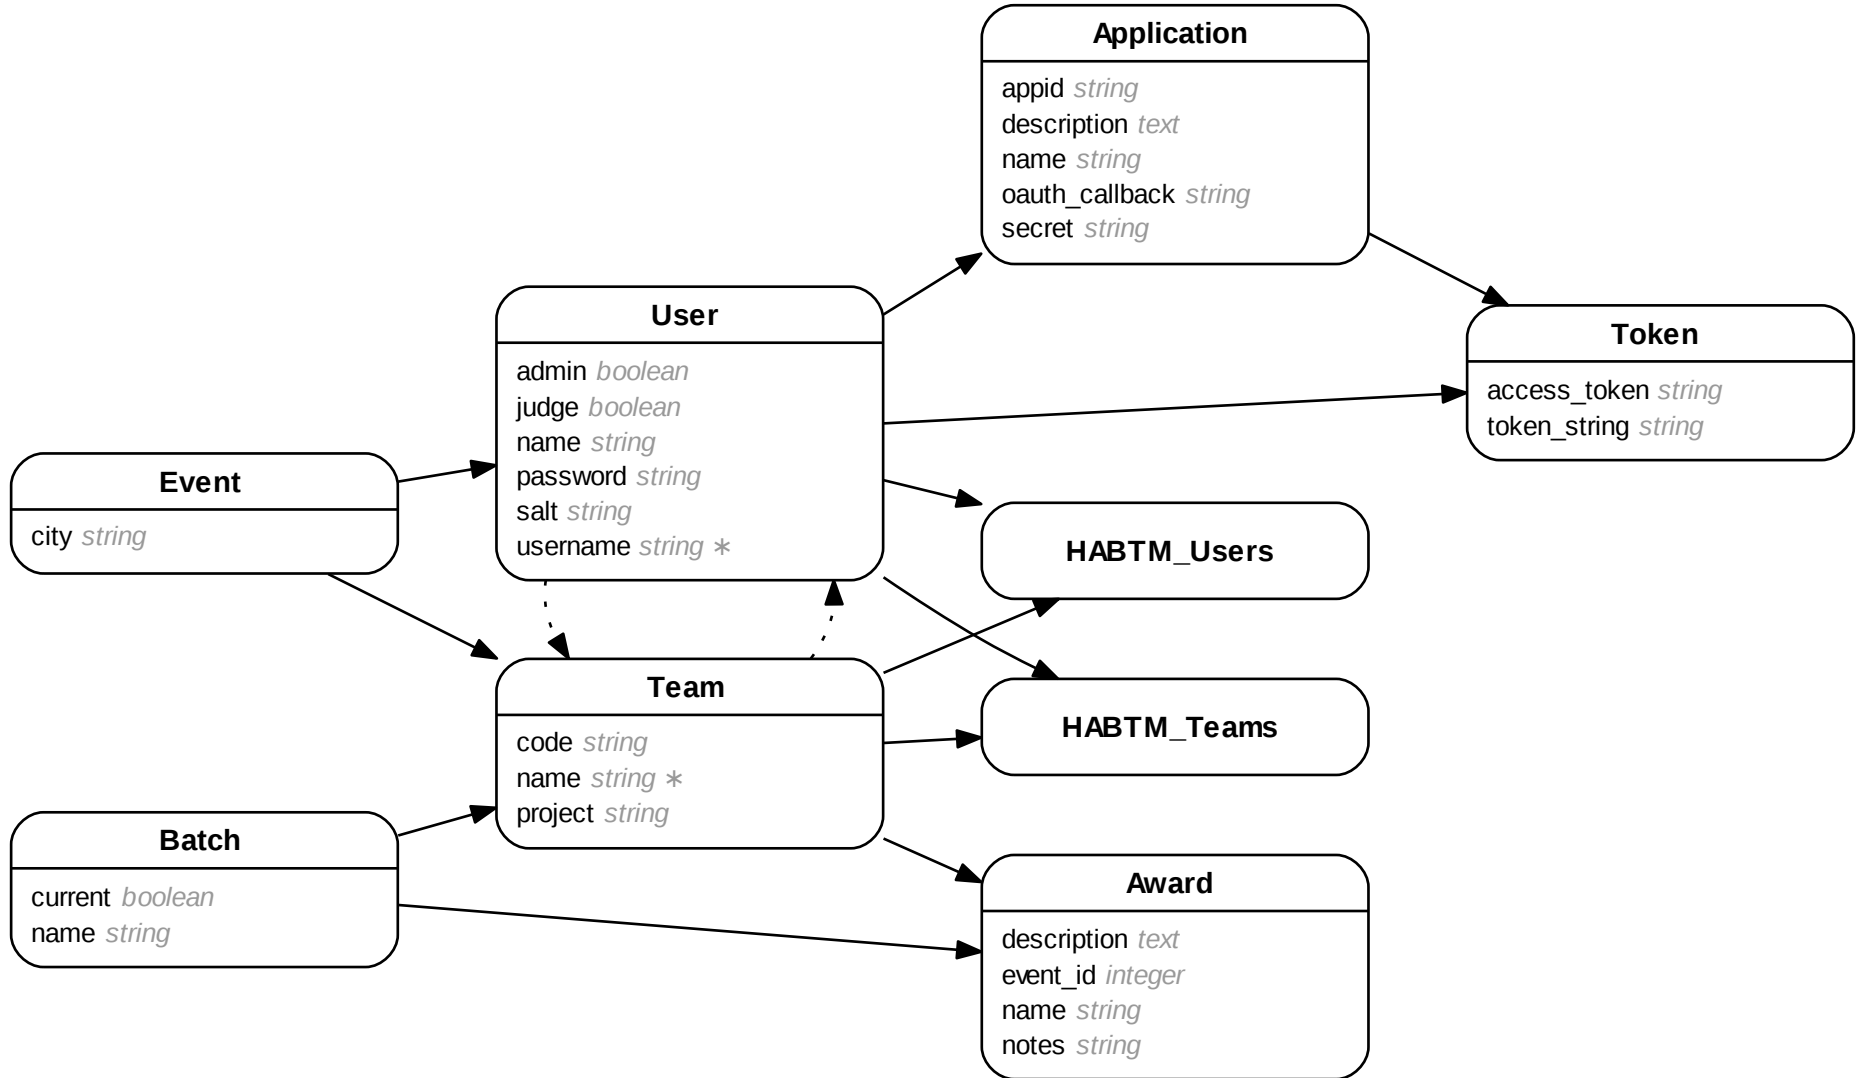 Application
appid string
description text
name string
oauth_callback string
secret string
User
admin boolean
judge boolean
name string
password string
salt string
username string ∗
Token
access_token string
token_string string
Event
city string
HABTM_Users
Team
code string
name string ∗
project string
HABTM_Teams
Batch
current boolean
name string
Award
description text
event_id integer
name string
notes string